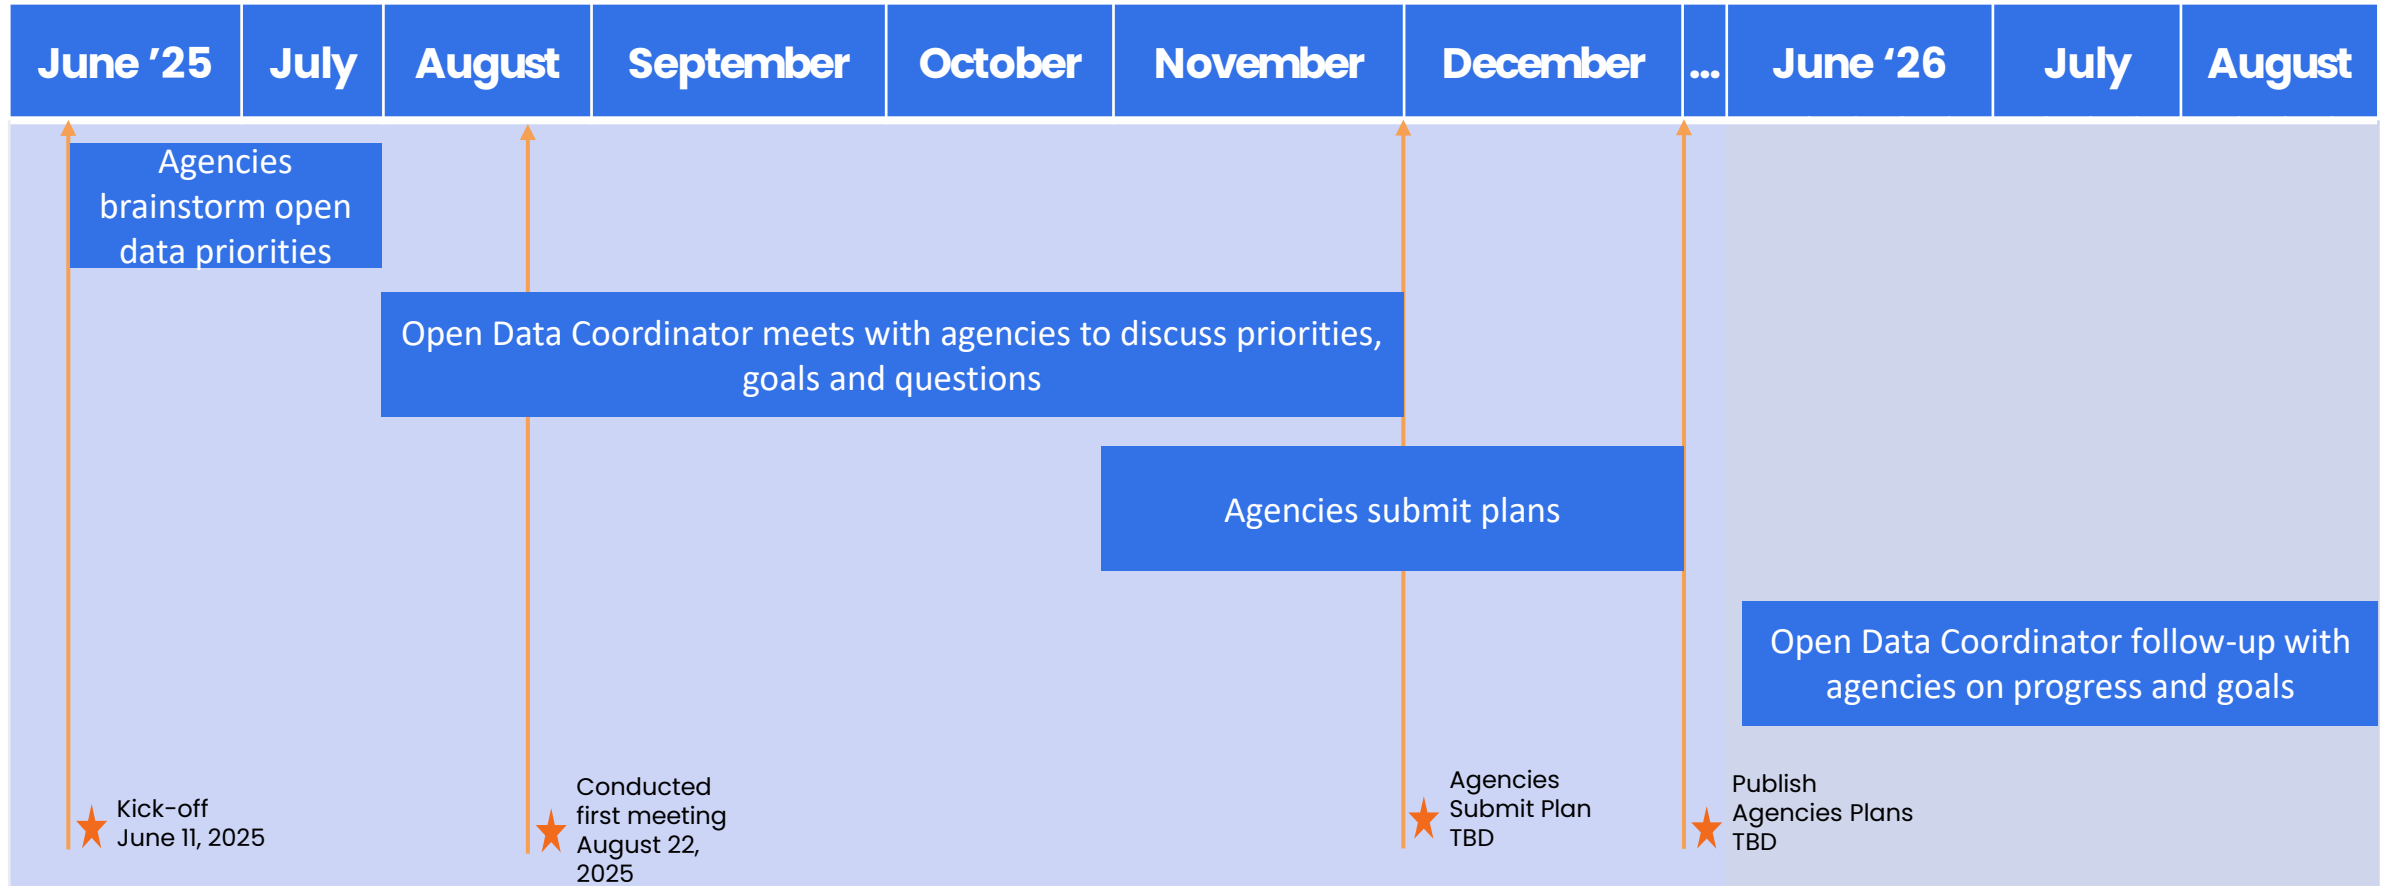 June ’25 July August September October November December ... June ‘26 July August
Agencies
brainstorm open
data priorities
Open Data Coordinator meets with agencies to discuss priorities,
goals and questions
Agencies submit plans
Open Data Coordinator follow-up with
agencies on progress and goals
Kick-off
June 11, 2025
Conducted
first meeting
August 22,
2025
Agencies
Submit Plan
TBD
Publish
Agencies Plans
TBD